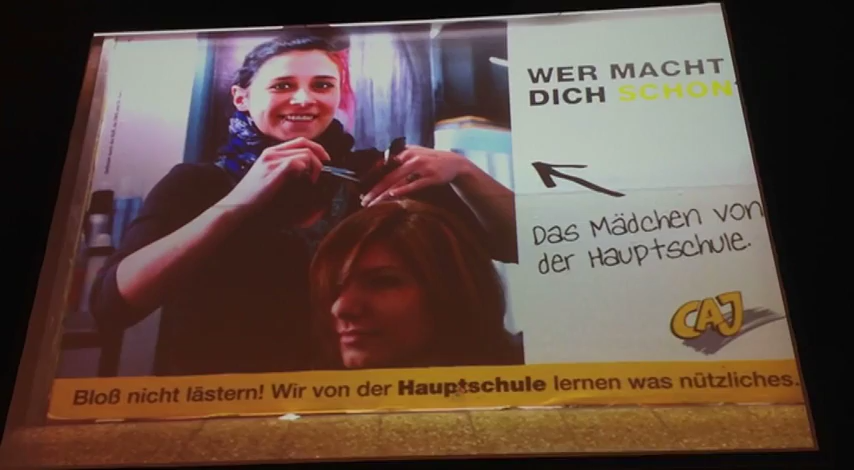 WER MACHT
DICH SCHÖN
Das Mädchen von
der Hauptschule.
CAJ
Bloß nicht lästern! Wir von der Hauptschule lernen was nützliches.